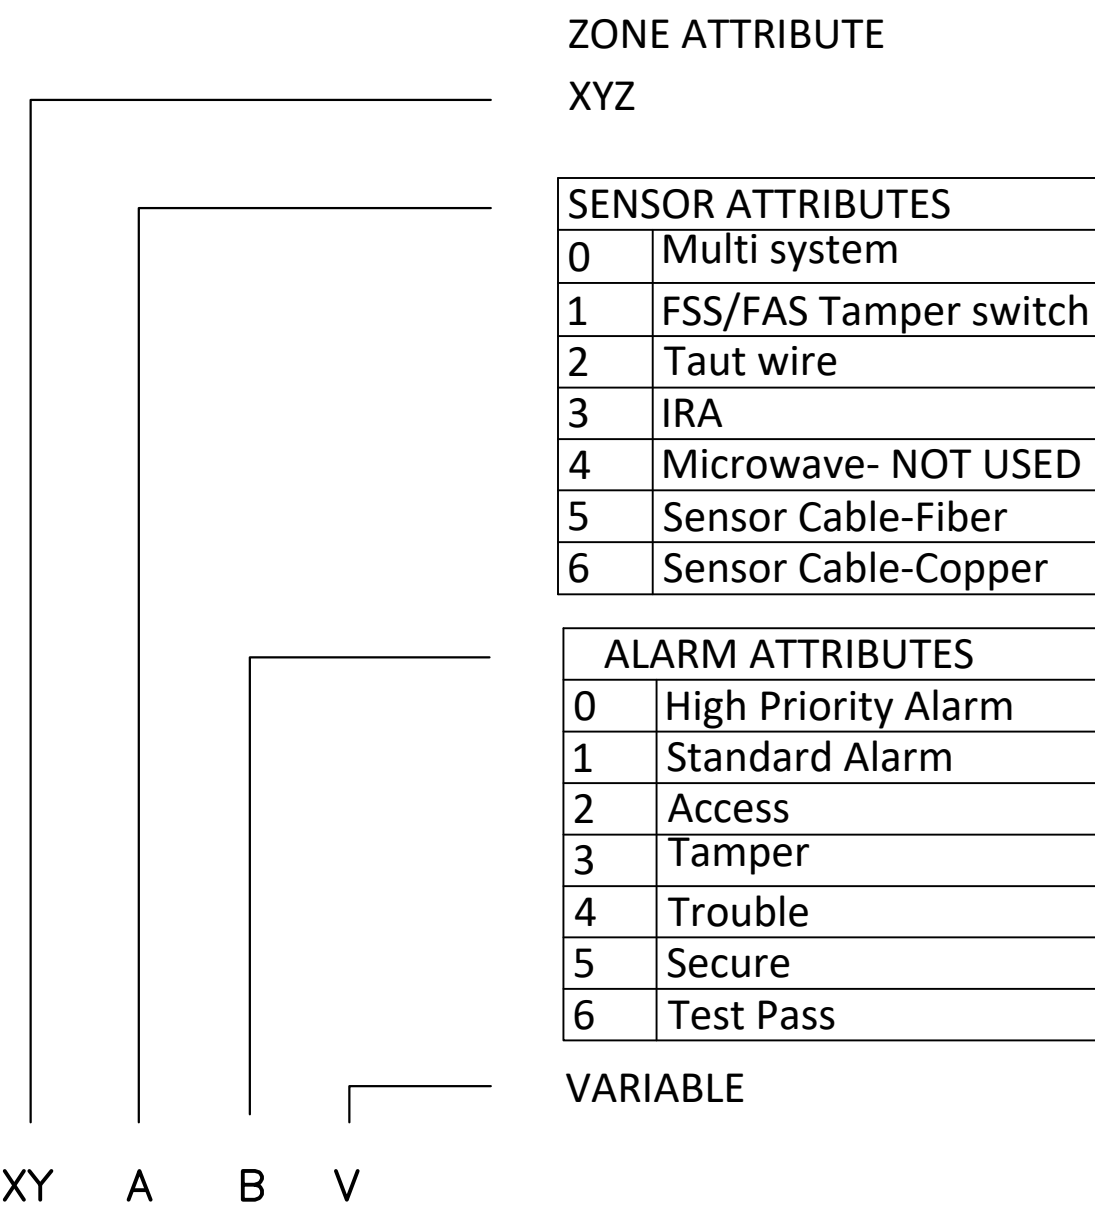 ZONE ATTRIBUTE
XYZ
SENSOR ATTRIBUTES
0 Multi system
1 FSS/FAS Tamper switch
2 Taut wire
3 IRA
4 Microwave- NOT USED
5 Sensor Cable-Fiber
6 Sensor Cable-Copper
ALARM ATTRIBUTES
0 High Priority Alarm
1 Standard Alarm
2 Access
3 Tamper
4 Trouble
5 Secure
6 Test Pass
VARIABLE
XY A B V